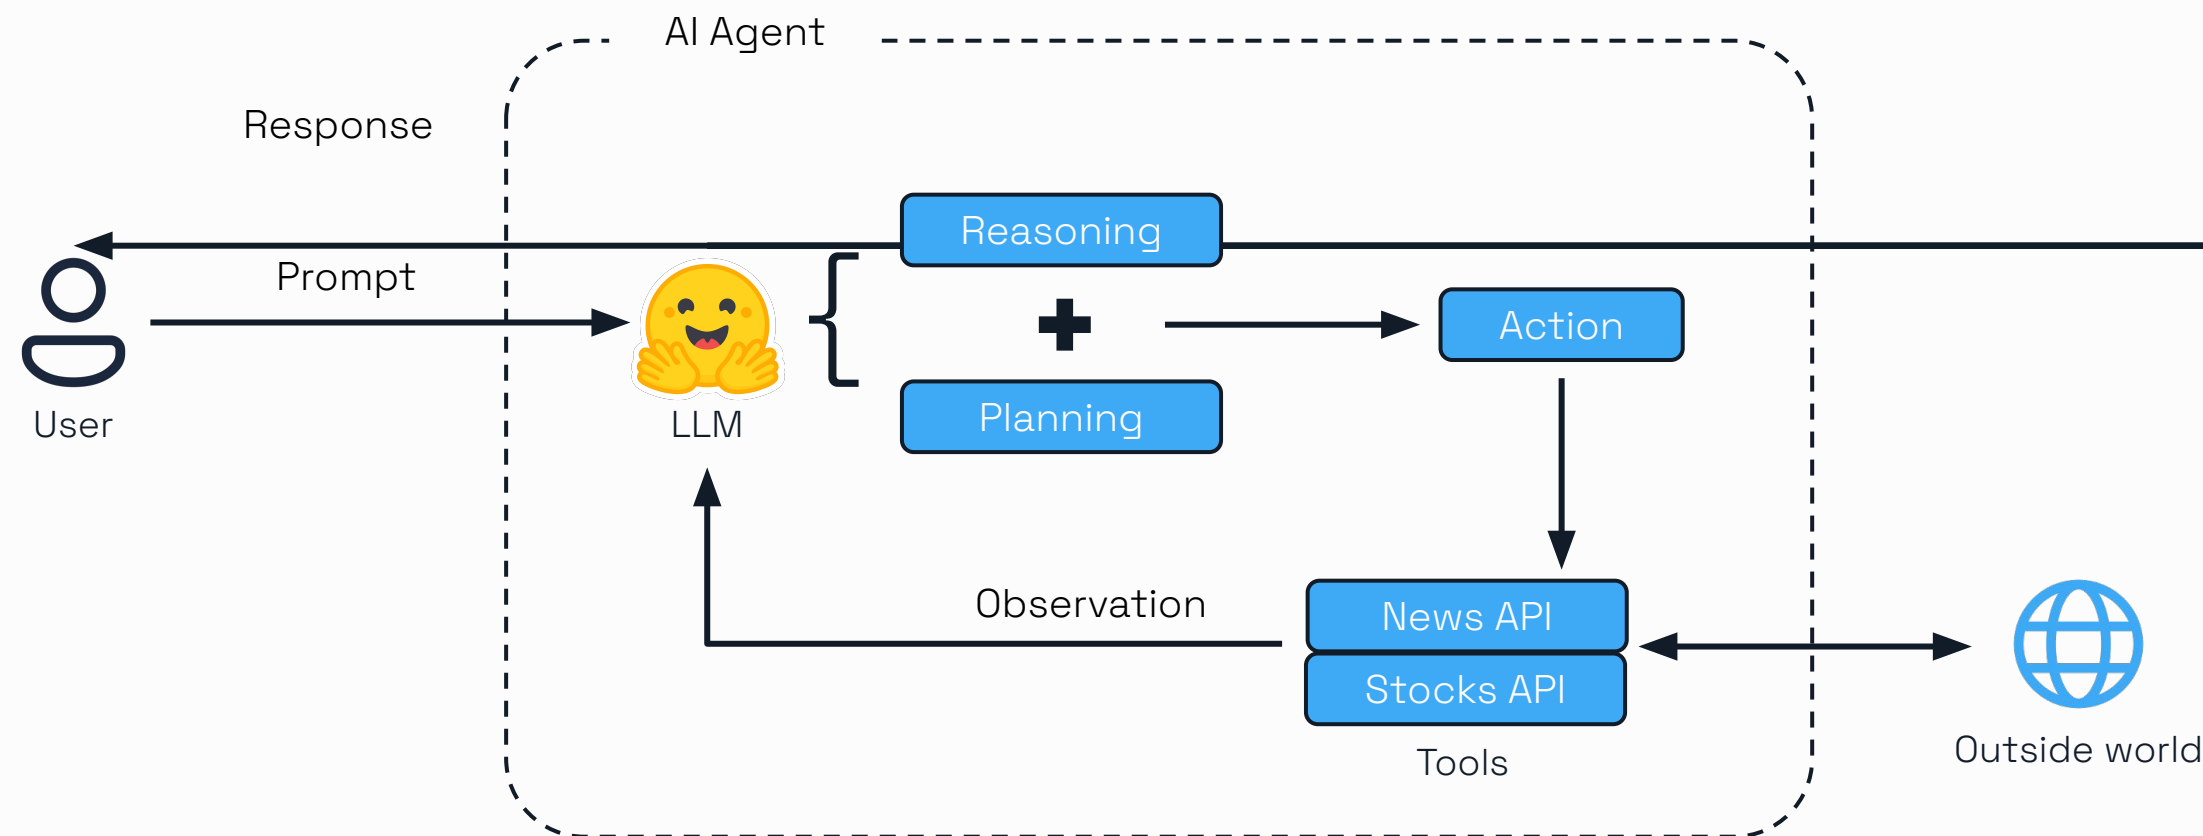 AI Agent
Response
Reasoning
Prompt
Action
User
LLM
Planning
Observation
News API
Stocks API
Tools
Outside world